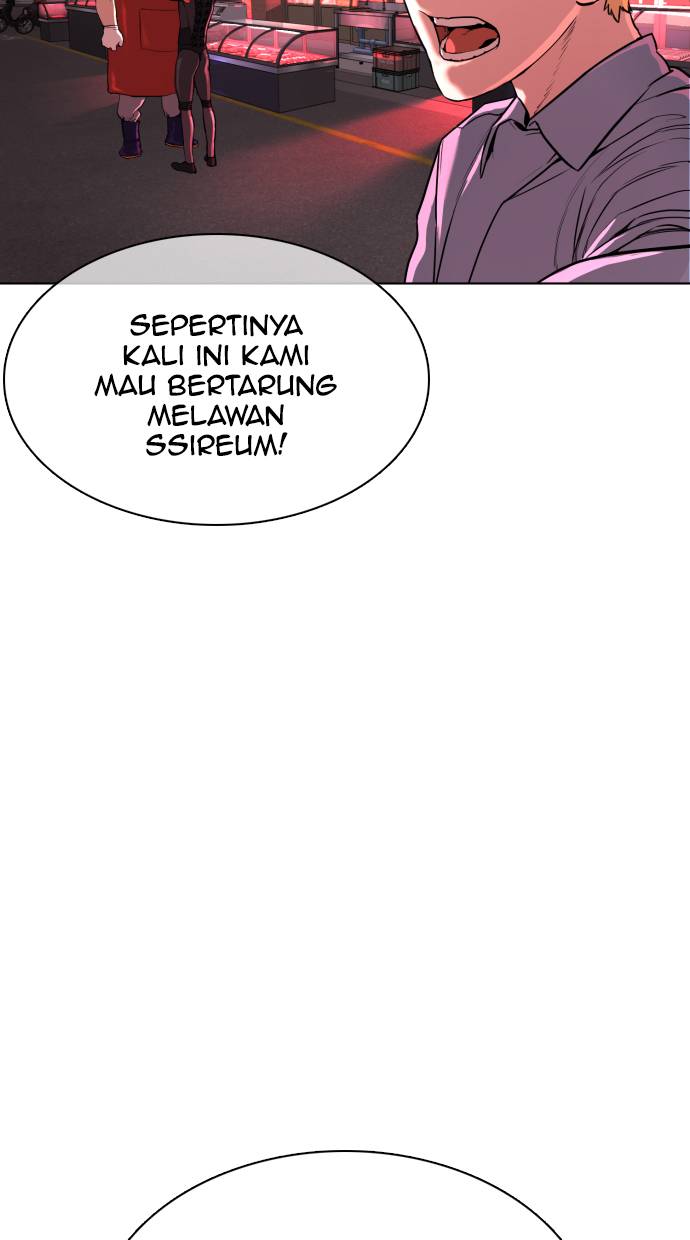 SEPERTINYA
KALI INI KAMI
MAU BERTARUNG
MELAWAN
SSIREUM!